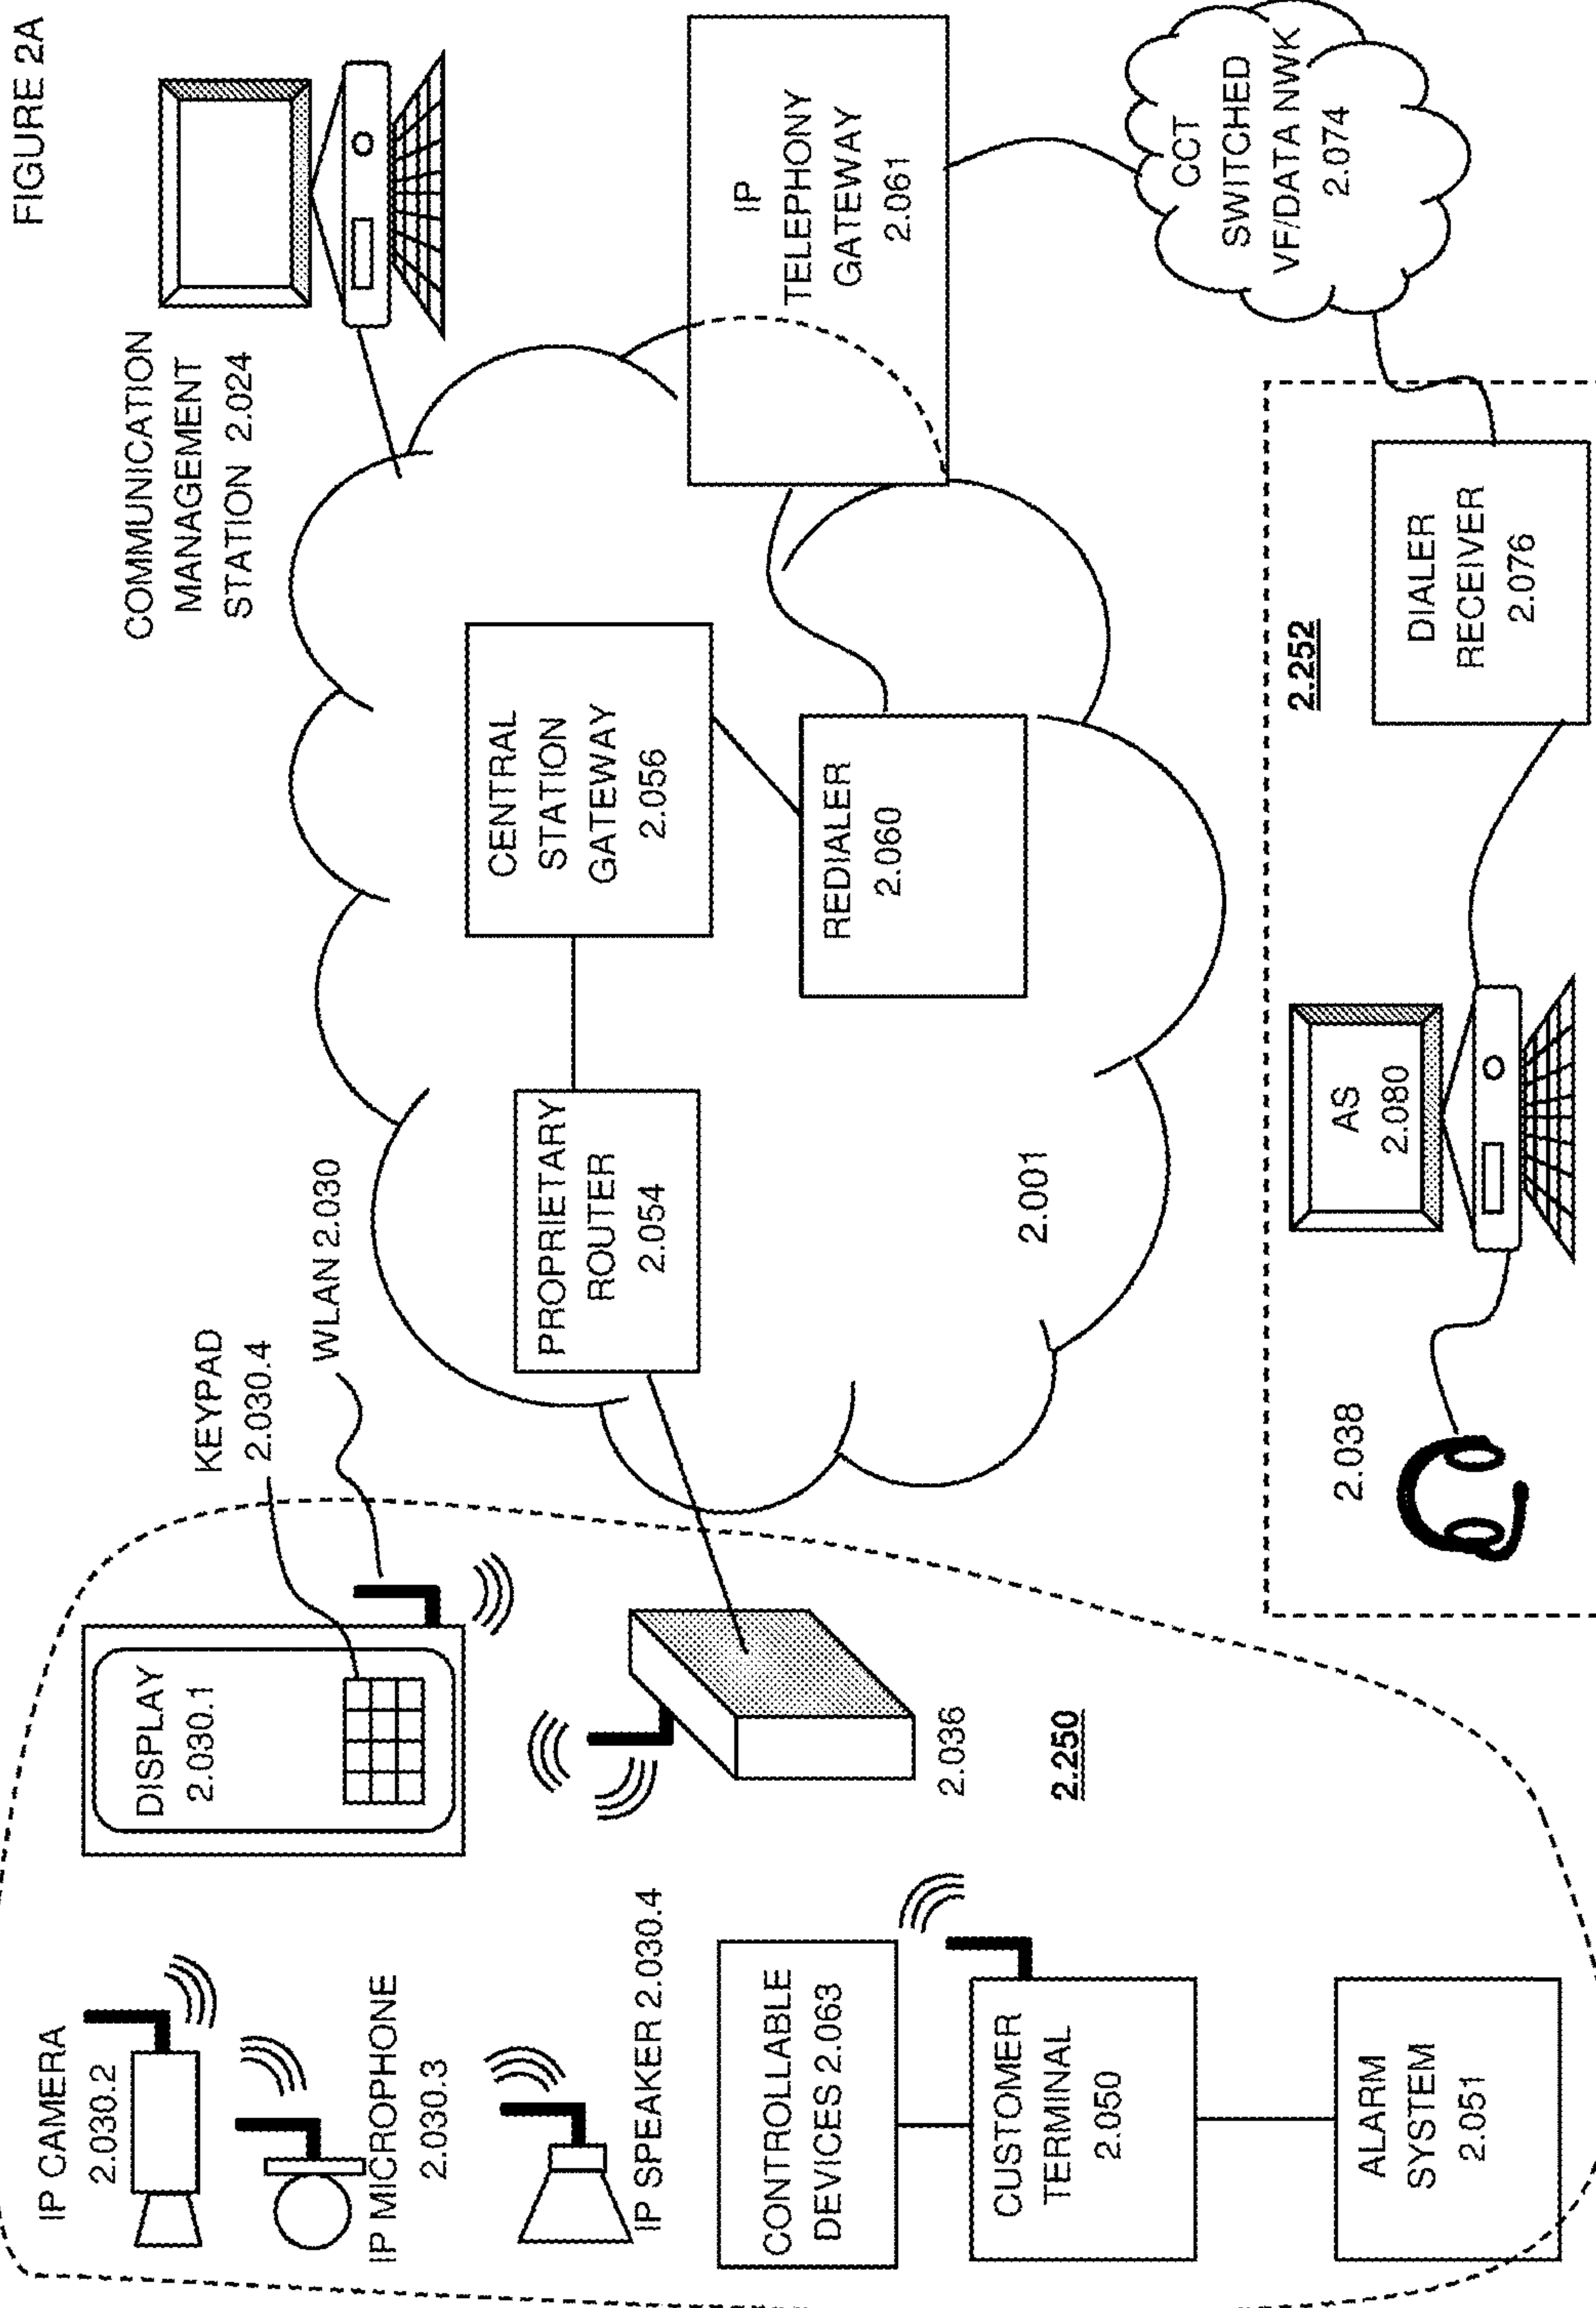 FIGURE 2A
IP CAMERA
2.030.2
IP MICROPHONE
2.030.3
IP SPEAKER 2.030.4
DISPLAY
2.030.1
KEYPAD
2.030.4
WLAN 2.030
COMMUNICATION
MANAGEMENT
STATION 2.024
CONTROLLABLE
DEVICES 2.063
CUSTOMER
TERMINAL
2.050
ALARM
SYSTEM
2.051
2.036
2.250
PROPRIETARY
ROUTER
2.054
CENTRAL
STATION
GATEWAY
2.056
REDIALER
2.060
2.001
IP
TELEPHONY
GATEWAY
2.061
CCT
SWITCHED
VF/DATA NWK
2.074
2.252
2.038
AS
2.080
DIALER
RECEIVER
2.076